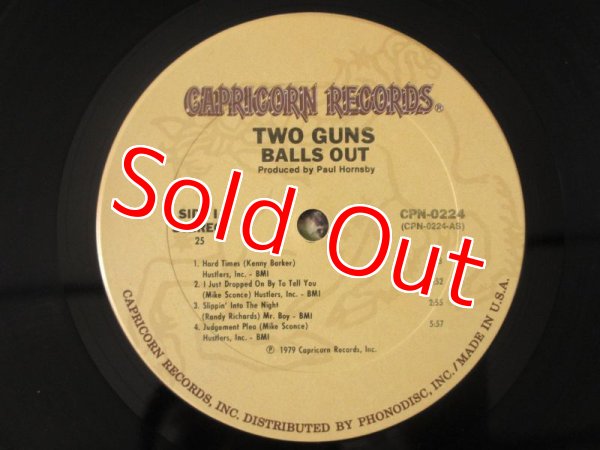 CAPRICORN RECORDS®
TWO GUNS
BALLS OUT
Produced by Paul Hornsby
Sold Out
CPN-0224
(CPN-0224-AS)
25
1. Hard Times (Kenny Barker)
Hustlers, Inc. - BMI
2. I Just Dropped On By To Tell You
(Mike Sconce) Hustlers, Inc. - BMI
3. Slippin' Into The Night
(Randy Richards) Mr. Boy - BMI
2:55
4. Judgement Plea (Mike Sconce)
5:57
Hustlers, Inc. - BMI
℗ 1979 Capricorn Records, Inc.
CAPRICORN RECORDS, INC. DISTRIBUTED BY PHONODISC, INC./MADE IN U.S.A.